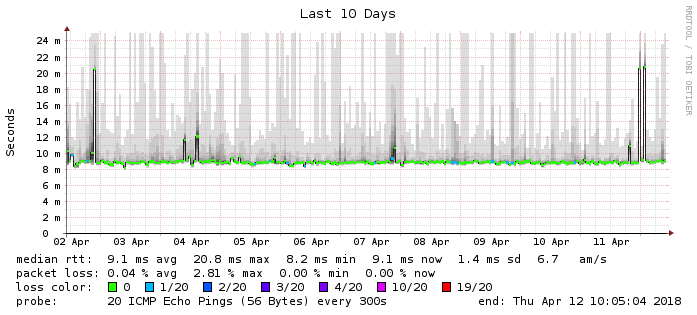 Last 10 Days
RRDTOOL / TOBI OETIKER
Seconds
24 m
22 m
20 m
18 m
16 m
14 m
12 m
10 m
8 m
6 m
4 m
2 m
0
02 Apr 03 Apr 04 Apr 05 Apr 06 Apr 07 Apr 08 Apr 09 Apr 10 Apr 11 Apr
median rtt: 9.1 ms avg 20.8 ms max 8.2 ms min 9.1 ms now 1.4 ms sd 6.7 am/s
packet loss: 0.04 % avg 2.81 % max 0.00 % min 0.00 % now
loss color: 0 1/20 2/20 3/20 4/20 10/20 19/20
probe: 20 ICMP Echo Pings (56 Bytes) every 300s end: Thu Apr 12 10:05:04 2018